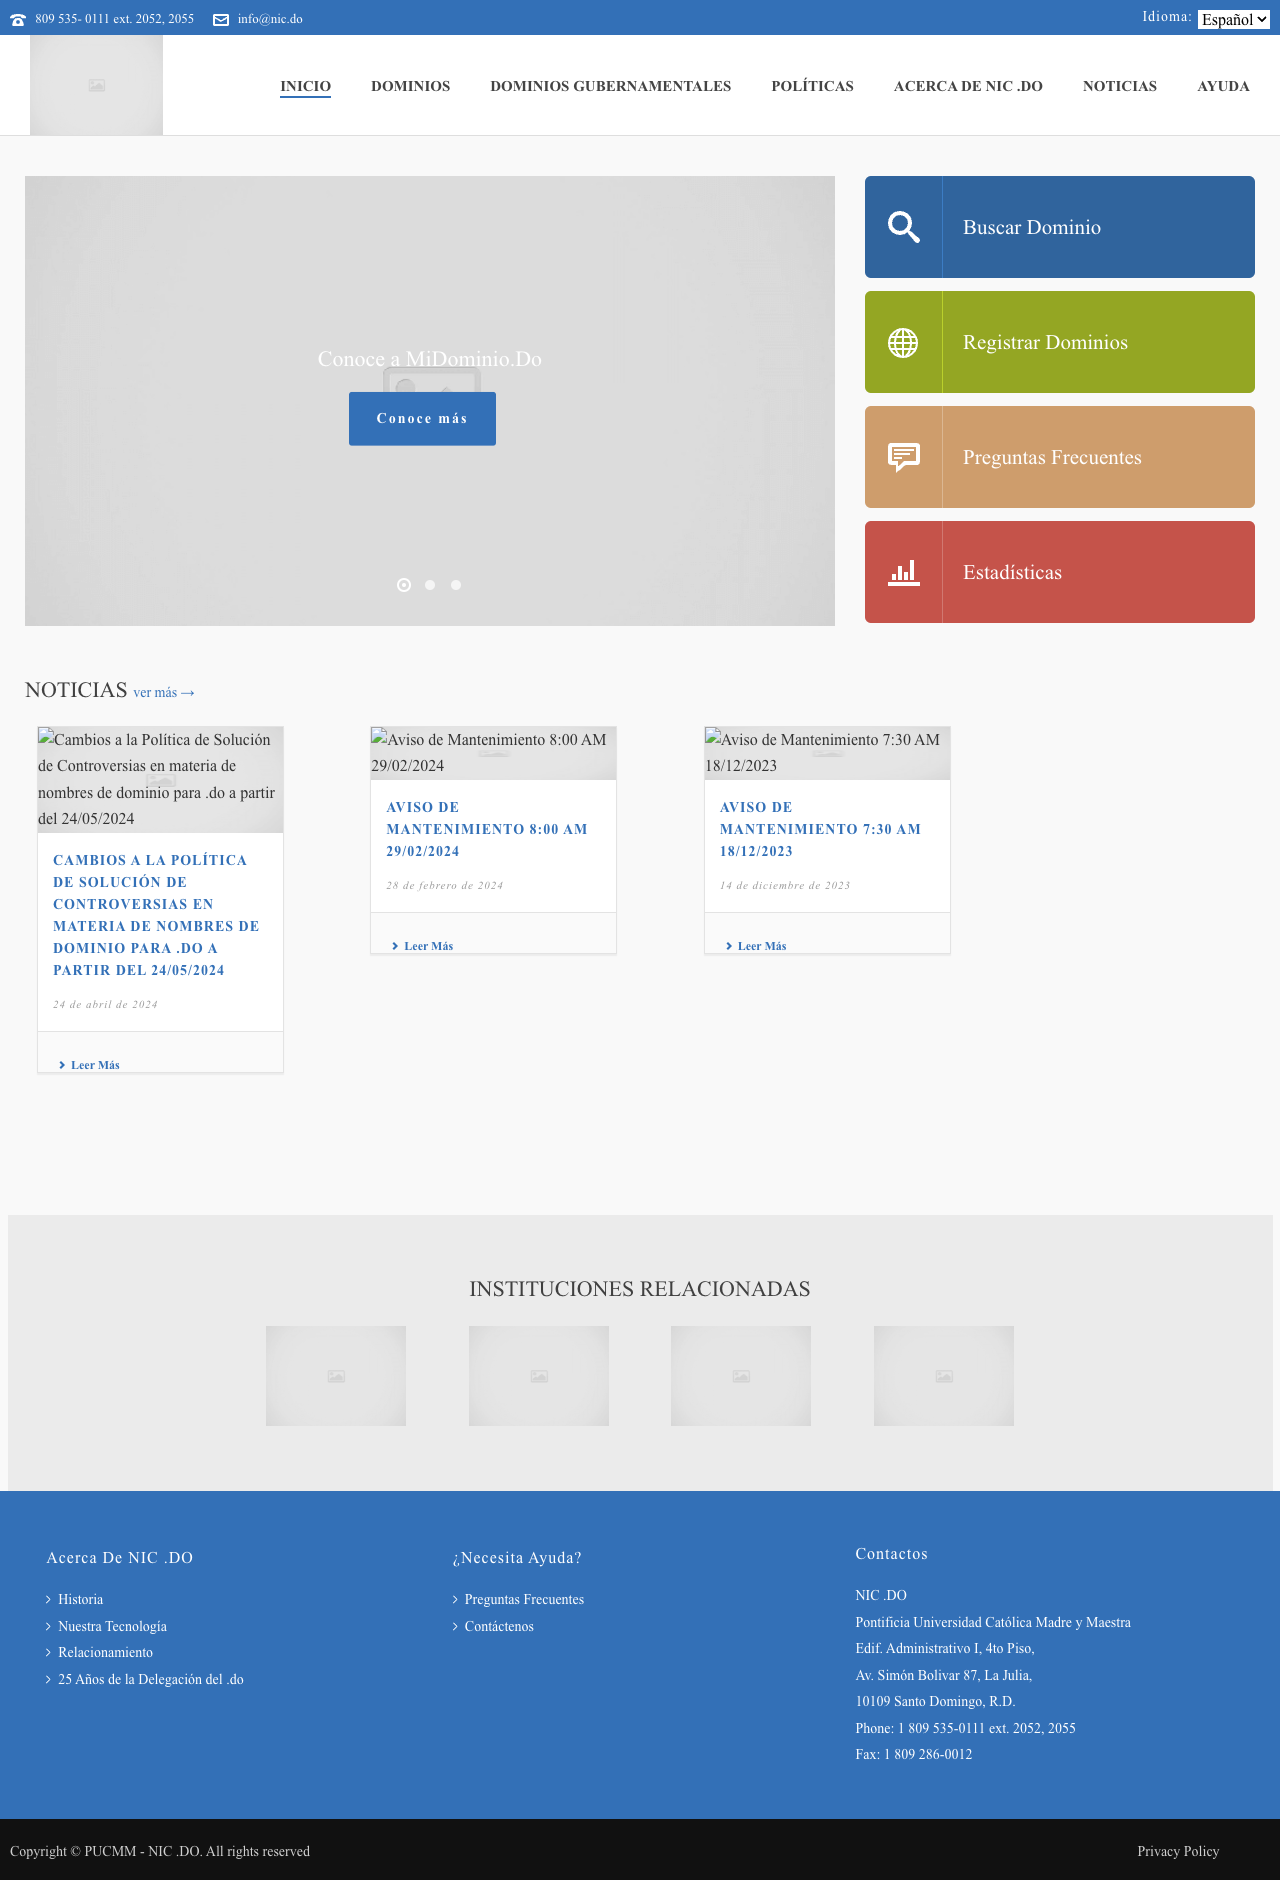 809 535- 0111 ext. 2052, 2055 info@nic.do
Idioma: Español
INICIO DOMINIOS DOMINIOS GUBERNAMENTALES POLÍTICAS ACERCA DE NIC .DO NOTICIAS AYUDA
Conoce a MiDominio.Do
Conoce más
Buscar Dominio
Registrar Dominios
Preguntas Frecuentes
Estadísticas
NOTICIAS ver más →
Cambios a la Política de Solución
de Controversias en materia de
nombres de dominio para .do a partir
del 24/05/2024
CAMBIOS A LA POLÍTICA
DE SOLUCIÓN DE
CONTROVERSIAS EN
MATERIA DE NOMBRES DE
DOMINIO PARA .DO A
PARTIR DEL 24/05/2024
24 de abril de 2024
Leer Más
Aviso de Mantenimiento 8:00 AM
29/02/2024
AVISO DE
MANTENIMIENTO 8:00 AM
29/02/2024
28 de febrero de 2024
Leer Más
Aviso de Mantenimiento 7:30 AM
18/12/2023
AVISO DE
MANTENIMIENTO 7:30 AM
18/12/2023
14 de diciembre de 2023
Leer Más
INSTITUCIONES RELACIONADAS
Acerca De NIC .DO
Historia
Nuestra Tecnología
Relacionamiento
25 Años de la Delegación del .do
¿Necesita Ayuda?
Preguntas Frecuentes
Contáctenos
Contactos
NIC .DO
Pontificia Universidad Católica Madre y Maestra
Edif. Administrativo I, 4to Piso,
Av. Simón Bolivar 87, La Julia,
10109 Santo Domingo, R.D.
Phone: 1 809 535-0111 ext. 2052, 2055
Fax: 1 809 286-0012
Copyright © PUCMM - NIC .DO. All rights reserved
Privacy Policy